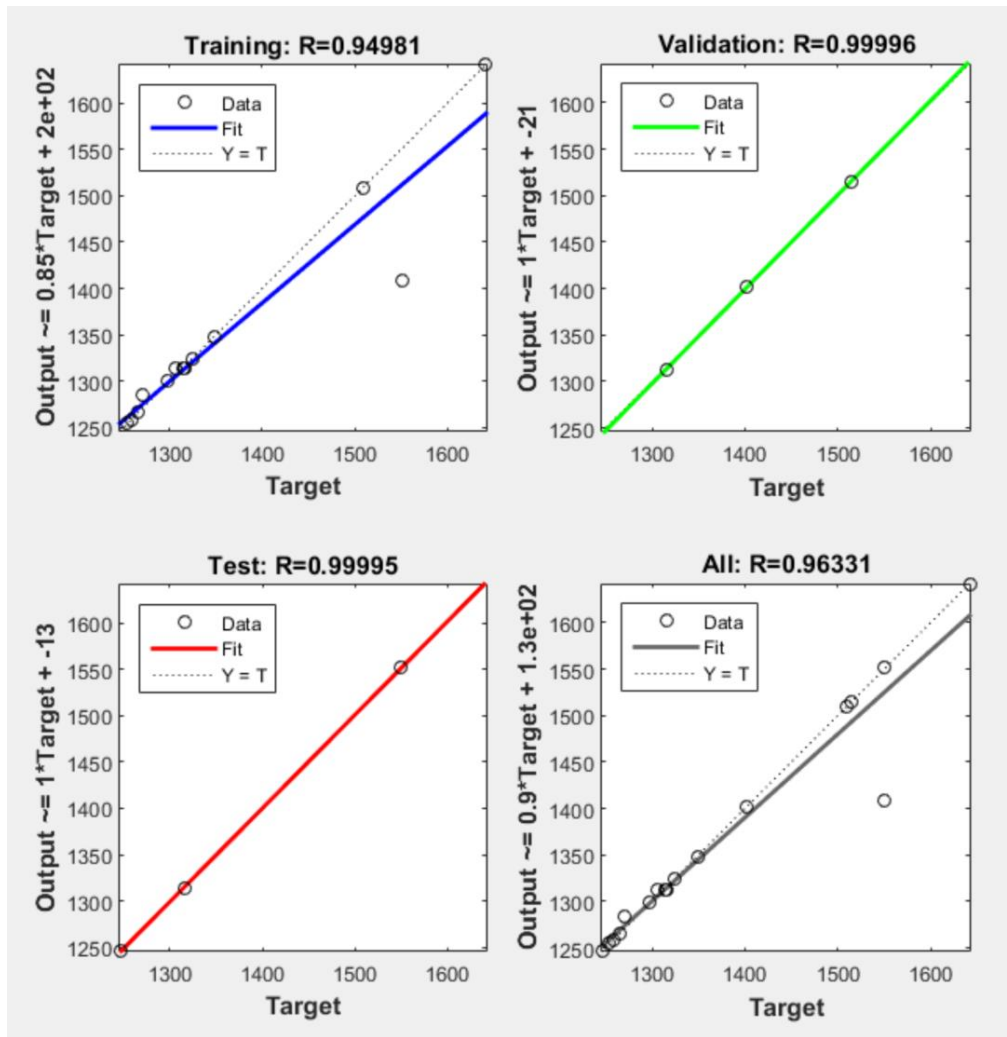 Training: R=0.94981
Output ~= 0.85*Target + 2e+02
1600
1550
1500
1450
1400
1350
1300
1250
Data
Fit
Y = T
1300 1400 1500 1600
Target
Validation: R=0.99996
Output ~= 1*Target + -21
1600
1550
1500
1450
1400
1350
1300
1250
Data
Fit
Y = T
1300 1400 1500 1600
Target
Test: R=0.99995
Output ~= 1*Target + -13
1600
1550
1500
1450
1400
1350
1300
1250
Data
Fit
Y = T
1300 1400 1500 1600
Target
All: R=0.96331
Output ~= 0.9*Target + 1.3e+02
1600
1550
1500
1450
1400
1350
1300
1250
Data
Fit
Y = T
1300 1400 1500 1600
Target